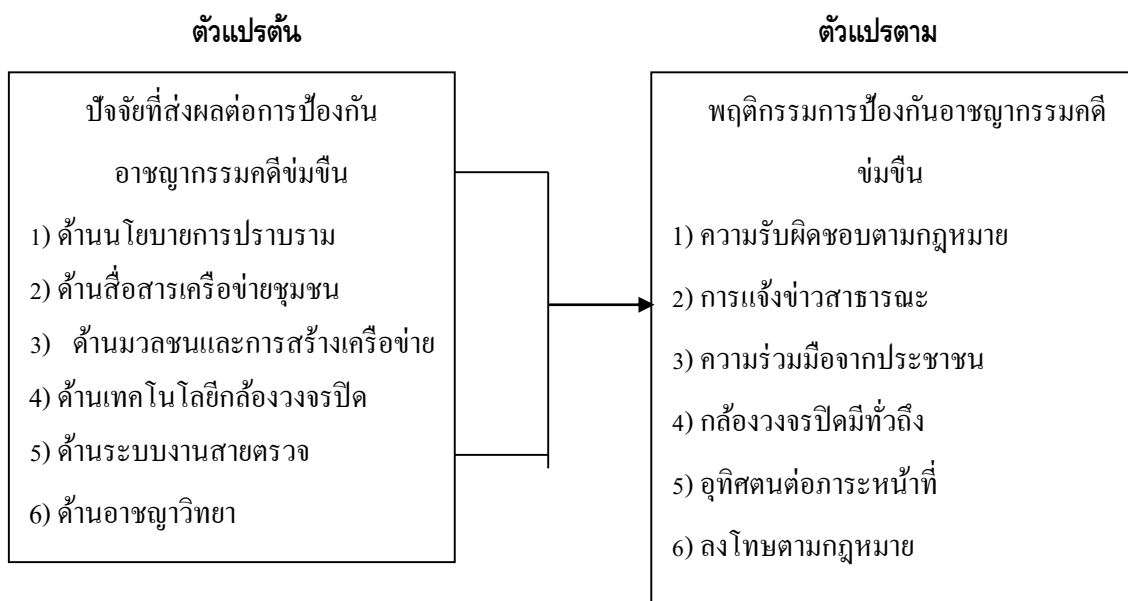 ตัวแปรต้น
ปัจจัยที่ส่งผลต่อการป้องกัน
อาชญากรรมคดีข่มขืน
1) ด้านนโยบายการปราบราม
2) ด้านสื่อสารเครือข่ายชุมชน
3) ด้านมวลชนและการสร้างเครือข่าย
4) ด้านเทคโนโลยีกล้องวงจรปิด
5) ด้านระบบงานสายตรวจ
6) ด้านอาชญาวิทยา
ตัวแปรตาม
พฤติกรรมการป้องกันอาชญากรรมคดี
ข่มขืน
1) ความรับผิดชอบตามกฎหมาย
2) การแจ้งข่าวสาธารณะ
3) ความร่วมมือจากประชาชน
4) กล้องวงจรปิดมีทั่วถึง
5) อุทิศตนต่อภาระหน้าที่
6) ลงโทษตามกฎหมาย